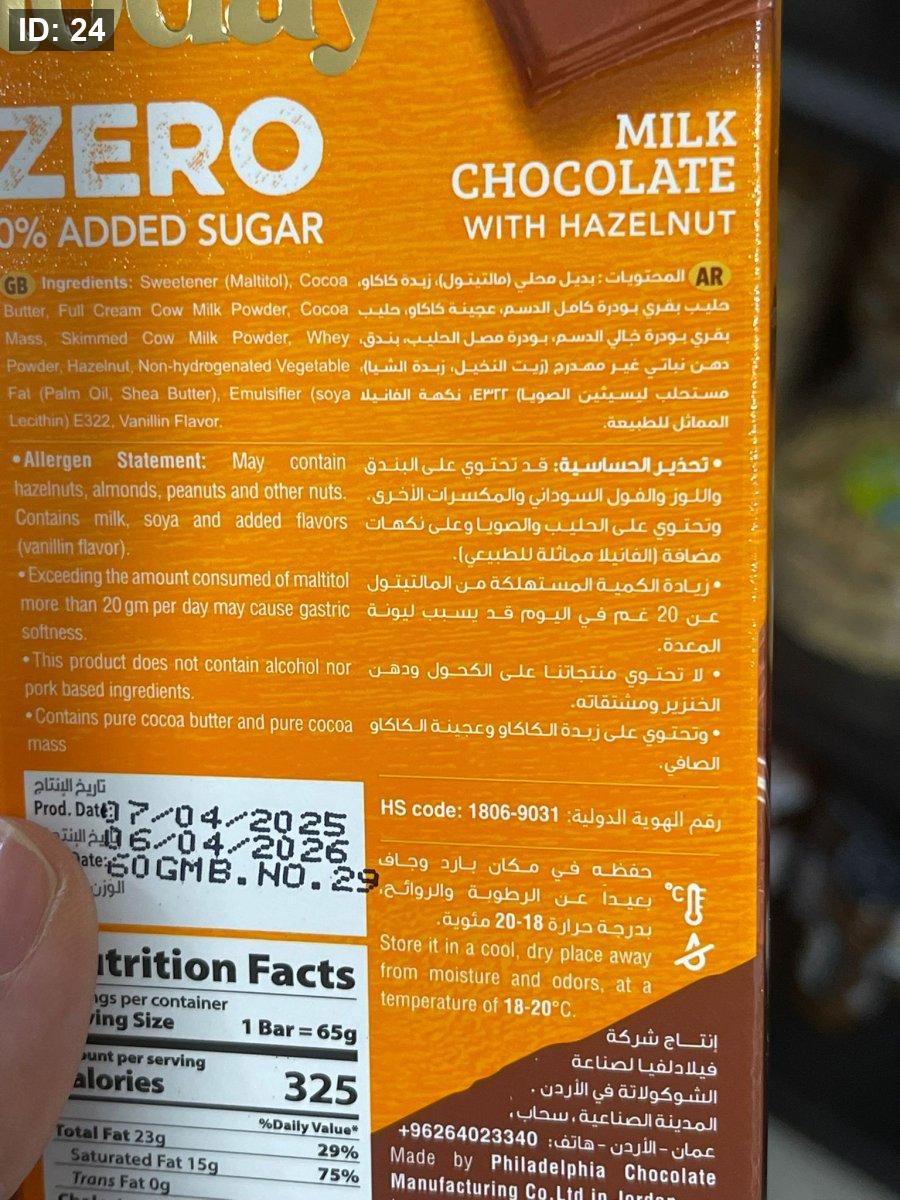 ID: 24
ZERO
0% ADDED SUGAR
MILK
CHOCOLATE
WITH HAZELNUT
GB Ingredients: Sweetener (Maltitol), Cocoa
Butter, Full Cream Cow Milk Powder, Cocoa
Mass, Skimmed Cow Milk Powder, Whey
Powder, Hazelnut, Non-hydrogenated Vegetable
Fat (Palm Oil, Shea Butter), Emulsifier (soya
Lecithin) E322, Vanillin Flavor.
AR المحتويات: بديل محلي (مالتيتول)، زبدة كاكاو،
حليب بقري بودرة كامل الدسم، عجينة كاكاو، حليب
بقري بودرة خالي الدسم، بودرة مصل الحليب، بندق،
دهن نباتي غير مهدرج (زيت النخيل، زبدة الشيا)،
مستحلب ليسيثين الصويا) E٣٢٢، نكهة الفانيلا
المماثل للطبيعة.
• Allergen Statement: May contain
hazelnuts, almonds, peanuts and other nuts.
Contains milk, soya and added flavors
(vanillin flavor).
• Exceeding the amount consumed of maltitol
more than 20 gm per day may cause gastric
softness.
• This product does not contain alcohol nor
pork based ingredients.
• Contains pure cocoa butter and pure cocoa
mass
• تحذير الحساسية: قد تحتوي على البندق
واللوز والفول السوداني والمكسرات الأخرى.
وتحتوي على الحليب والصويا وعلى نكهات
مضافة (الفانيلا مماثلة للطبيعي).
• زيادة الكمية المستهلكة من المالتيتول
عن 20 غم في اليوم قد يسبب ليونة
المعدة.
• لا تحتوي منتجاتنا على الكحول ودهن
الخنزير ومشتقاته.
• وتحتوي على زبدة الكاكاو وعجينة الكاكاو
الصافي.
تاريخ الإنتاج
Prod. Date 07/04/2025
06/04/2026
Date:
60GMB.NO.29
الوزن
HS code: 1806-9031 رقم الهوية الدولية:
حفظه في مكان بارد وجاف
بعيداً عن الرطوبة والروائح،
بدرجة حرارة 18-20 مئوية.
°C
Store it in a cool, dry place away
from moisture and odors, at a
temperature of 18-20°C.
Nutrition Facts
per container
Serving Size 1 Bar = 65g
Amount per serving
Calories 325
%Daily Value*
Total Fat 23g 29%
Saturated Fat 15g 75%
Trans Fat 0g
إنتاج شركة
فيلادلفيا لصناعة
الشوكولاتة في الأردن .
المدينة الصناعية، سحاب،
عمان - الأردن - هاتف: 96264023340+
Made by Philadelphia Chocolate
Manufacturing Co.Ltd in Jordan